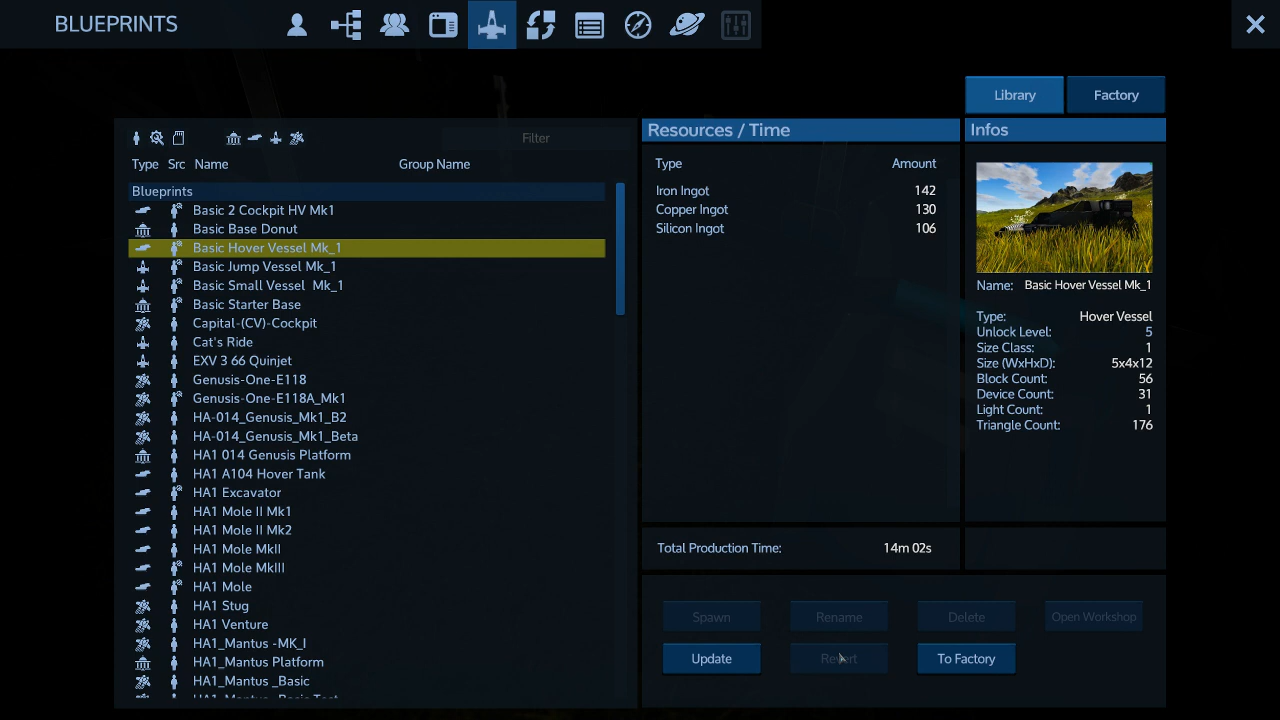 BLUEPRINTS
Library
Factory
Filter
Type Src Name Group Name
Blueprints
Basic 2 Cockpit HV Mk1
Basic Base Donut
Basic Hover Vessel Mk_1
Basic Jump Vessel Mk_1
Basic Small Vessel Mk_1
Basic Starter Base
Capital-(CV)-Cockpit
Cat's Ride
EXV 3 66 Quinjet
Genusis-One-E118
Genusis-One-E118A_Mk1
HA-014_Genusis_Mk1_B2
HA-014_Genusis_Mk1_Beta
HA1 014 Genusis Platform
HA1 A104 Hover Tank
HA1 Excavator
HA1 Mole II Mk1
HA1 Mole II Mk2
HA1 Mole MkII
HA1 Mole MkIII
HA1 Mole
HA1 Stug
HA1 Venture
HA1_Mantus -MK_I
HA1_Mantus Platform
HA1_Mantus _Basic
Resources / Time
Type Amount
Iron Ingot 142
Copper Ingot 130
Silicon Ingot 106
Total Production Time: 14m 02s
Infos
Name: Basic Hover Vessel Mk_1
Type: Hover Vessel
Unlock Level: 5
Size Class: 1
Size (WxHxD): 5x4x12
Block Count: 56
Device Count: 31
Light Count: 1
Triangle Count: 176
Spawn Rename Delete Open Workshop
Update Revert To Factory